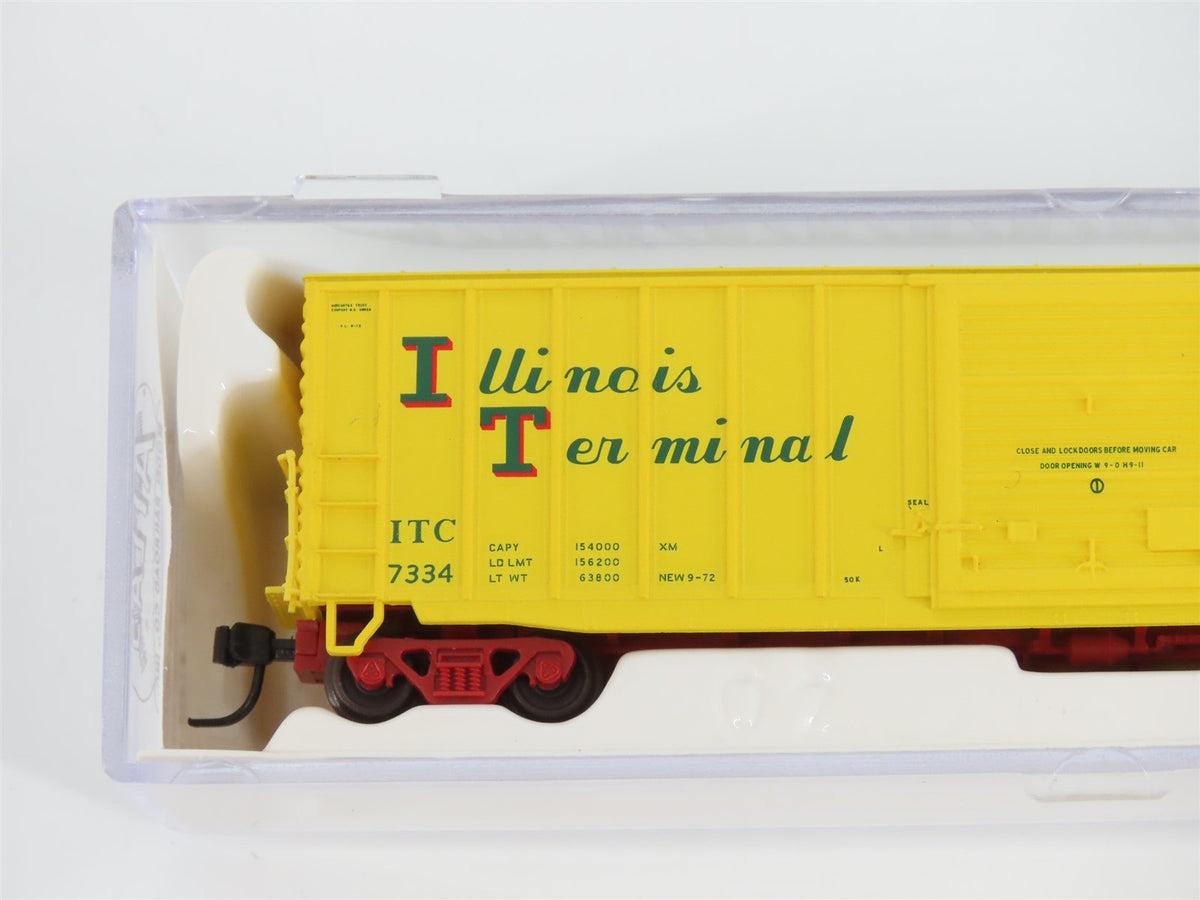 Illinois
Terminal
ITC
7334
CAPY 154000 XM
LD LMT 156200
LT WT 63800 NEW 9-72
L
50K
SEAL
CLOSE AND LOCK DOORS BEFORE MOVING CAR
DOOR OPENING W 9-0 H 9-11